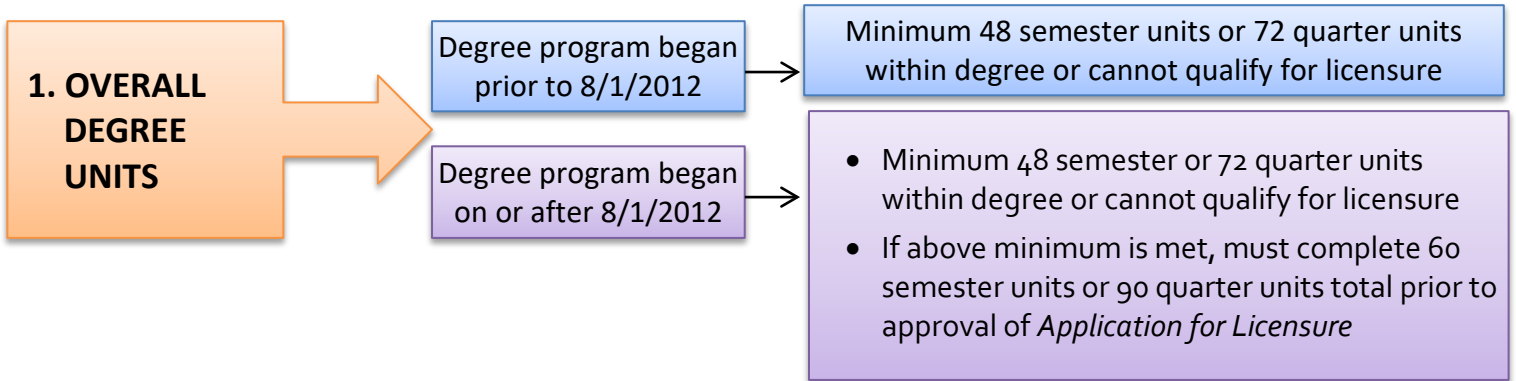 1. OVERALL
DEGREE
UNITS
Degree program began
prior to 8/1/2012
Minimum 48 semester units or 72 quarter units
within degree or cannot qualify for licensure
Degree program began
on or after 8/1/2012
• Minimum 48 semester or 72 quarter units
within degree or cannot qualify for licensure
• If above minimum is met, must complete 60
semester units or 90 quarter units total prior to
approval of Application for Licensure